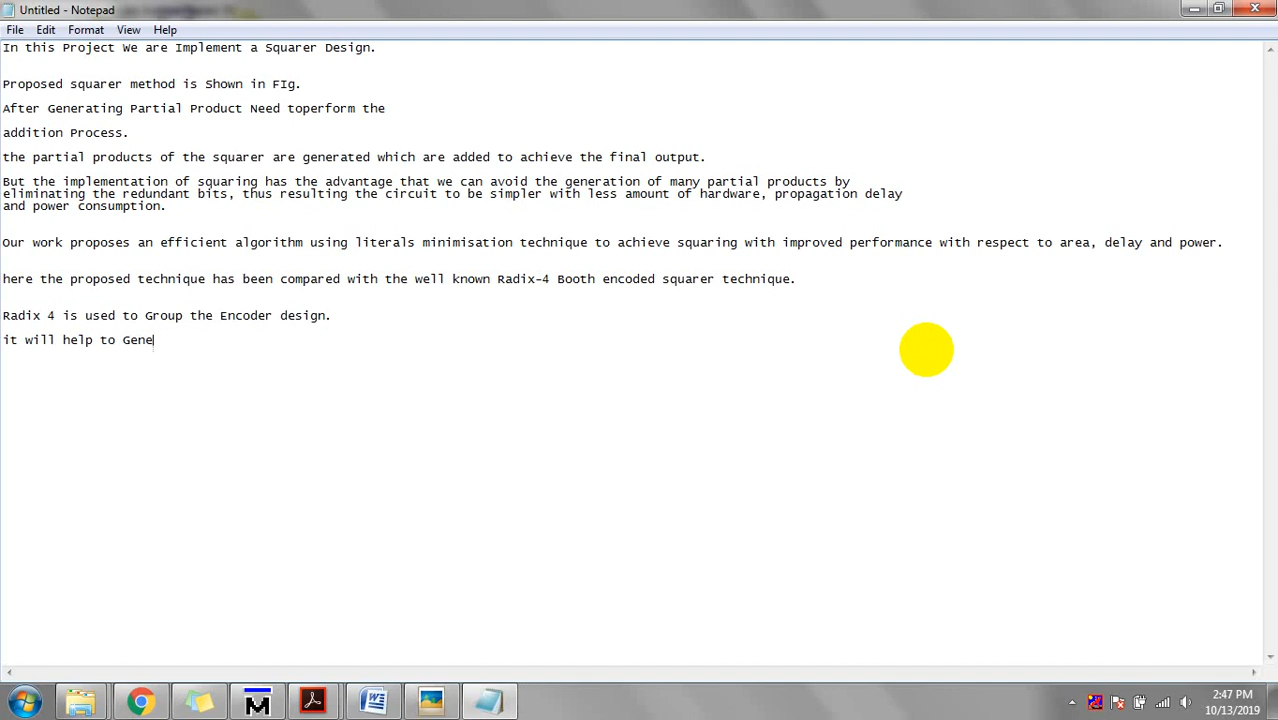 Untitled - Notepad
File Edit Format View Help
In this Project We are Implement a Squarer Design.
Proposed squarer method is Shown in FIg.
After Generating Partial Product Need toperform the
addition Process.
the partial products of the squarer are generated which are added to achieve the final output.
But the implementation of squaring has the advantage that we can avoid the generation of many partial products by
eliminating the redundant bits, thus resulting the circuit to be simpler with less amount of hardware, propagation delay
and power consumption.
Our work proposes an efficient algorithm using literals minimisation technique to achieve squaring with improved performance with respect to area, delay and power.
here the proposed technique has been compared with the well known Radix-4 Booth encoded squarer technique.
Radix 4 is used to Group the Encoder design.
it will help to Gene
2:47 PM
10/13/2019